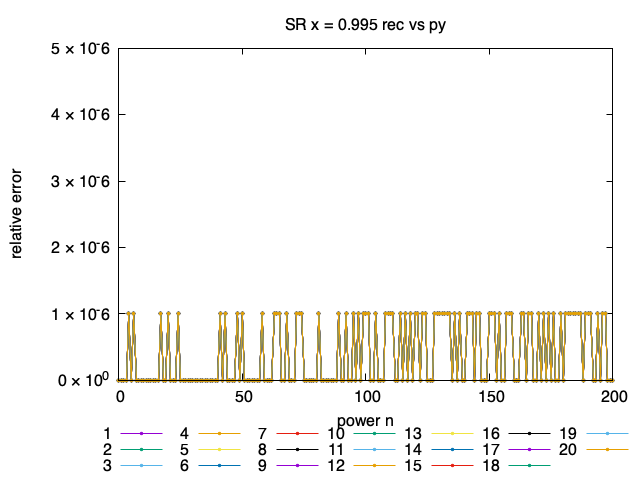 SR x = 0.995 rec vs py
5 × 10-6
4 × 10-6
3 × 10-6
2 × 10-6
1 × 10-6
0 × 100
relative error
0 50 100 150 200
power n
1 4 7 10 13 16 19
2 5 8 11 14 17 20
3 6 9 12 15 18